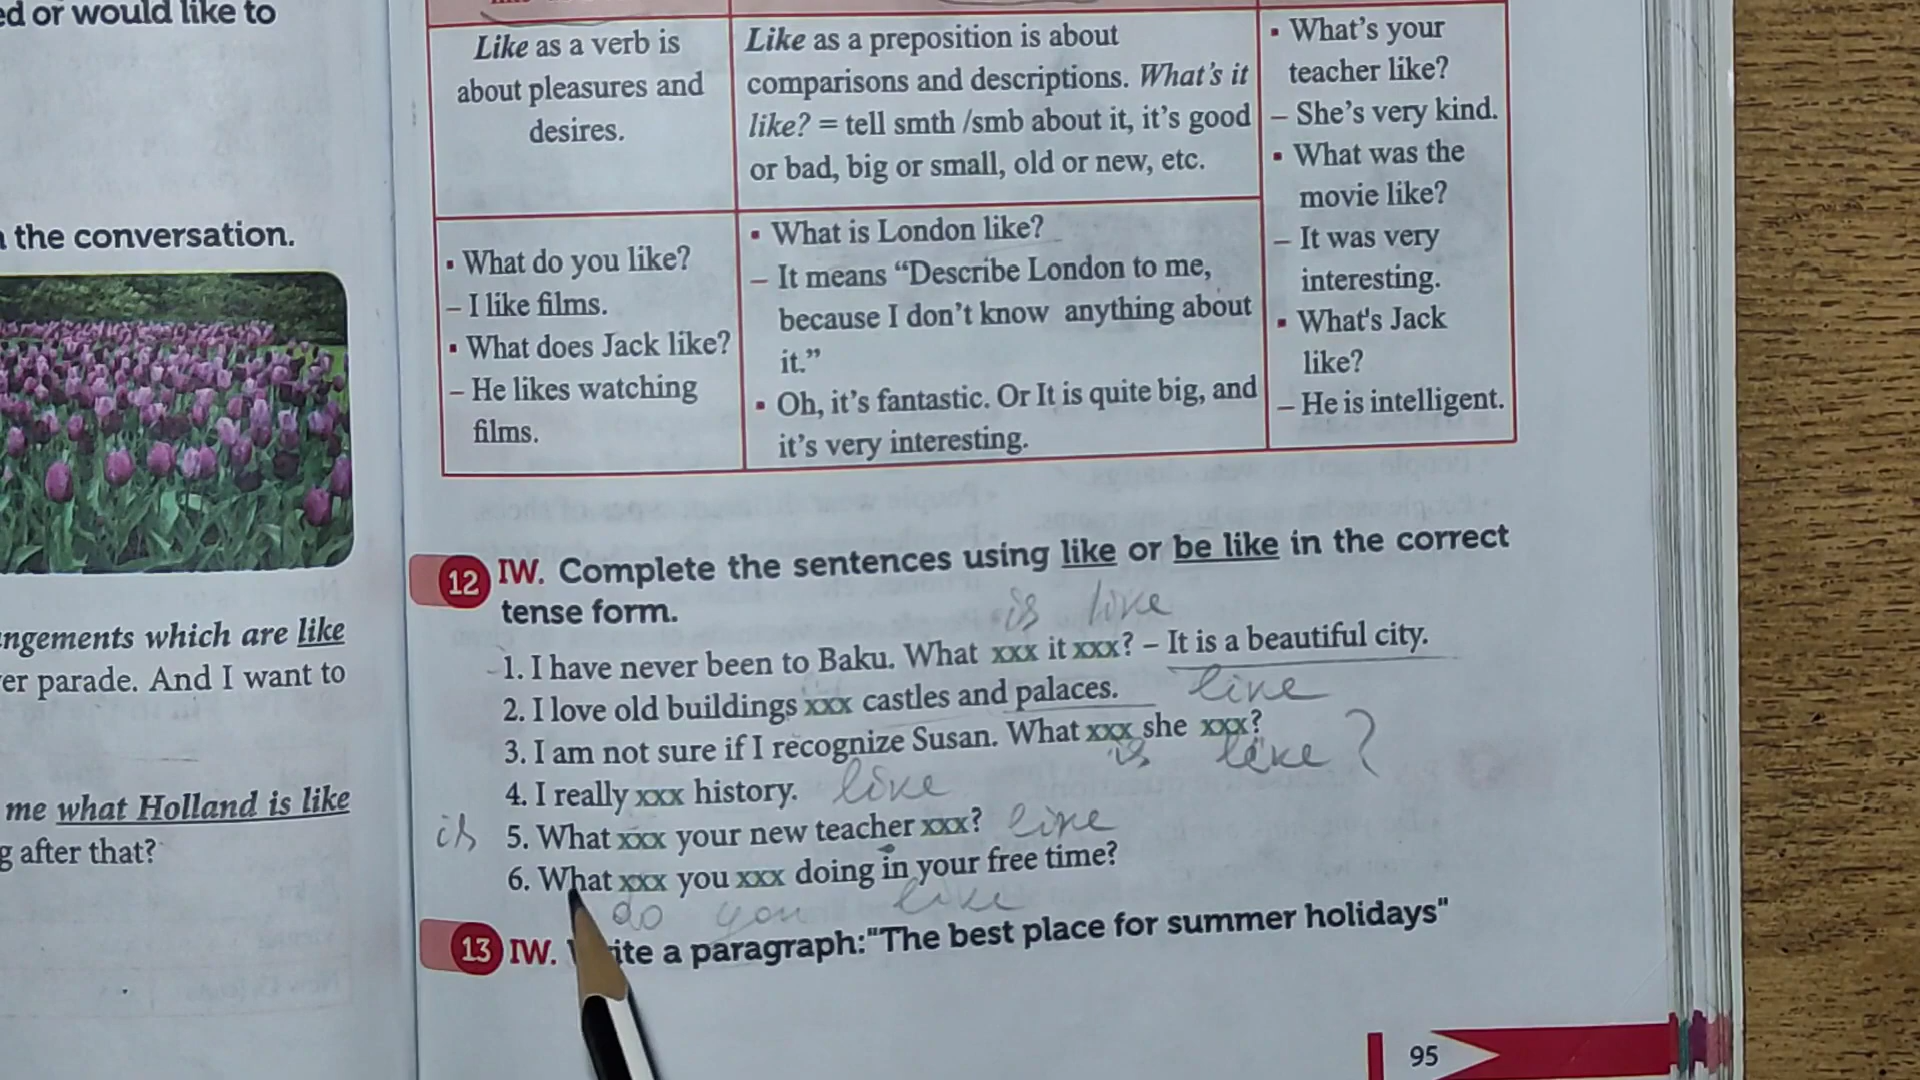 ed or would like to
the conversation.
ngements which are like
er parade. And I want to
me what Holland is like
g after that?
Like as a verb is
about pleasures and
desires.
Like as a preposition is about
comparisons and descriptions. What's it
like? = tell smth /smb about it, it's good
or bad, big or small, old or new, etc.
▪ What's your
teacher like?
– She's very kind.
▪ What was the
movie like?
– It was very
interesting.
▪ What's Jack
like?
– He is intelligent.
▪ What do you like?
– I like films.
▪ What does Jack like?
– He likes watching
films.
▪ What is London like?
– It means “Describe London to me,
because I don't know anything about
it.”
▪ Oh, it's fantastic. Or It is quite big, and
it's very interesting.
12 IW. Complete the sentences using like or be like in the correct
tense form.
is like
1. I have never been to Baku. What xxx it xxx? – It is a beautiful city.
2. I love old buildings xxx castles and palaces. like
3. I am not sure if I recognize Susan. What xxx she xxx?
is like?
4. I really xxx history. like
is 5. What xxx your new teacher xxx? like
6. What xxx you xxx doing in your free time?
do you like
13 IW. ite a paragraph:"The best place for summer holidays"
95